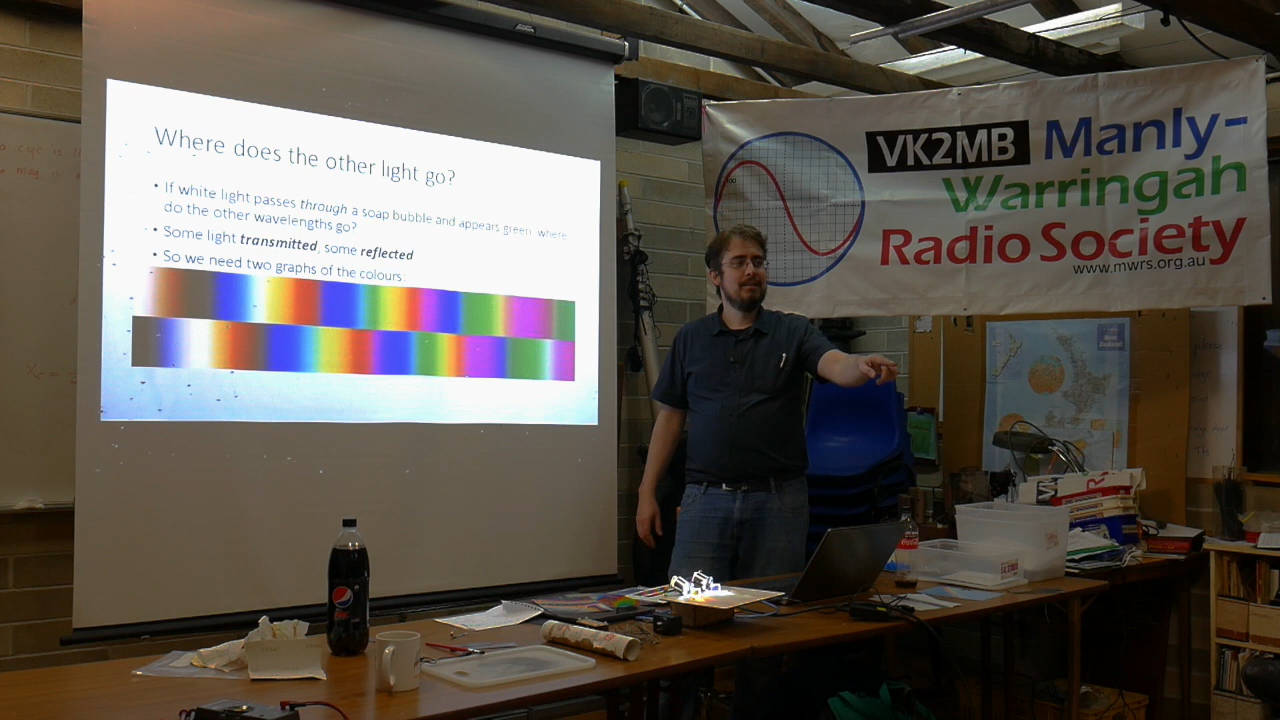 Where does the other light go?
• If white light passes through a soap bubble and appears green, where
do the other wavelengths go?
• Some light transmitted, some reflected
• So we need two graphs of the colours:
VK2MB Manly-
Warringah
Radio Society
www.mwrs.org.au